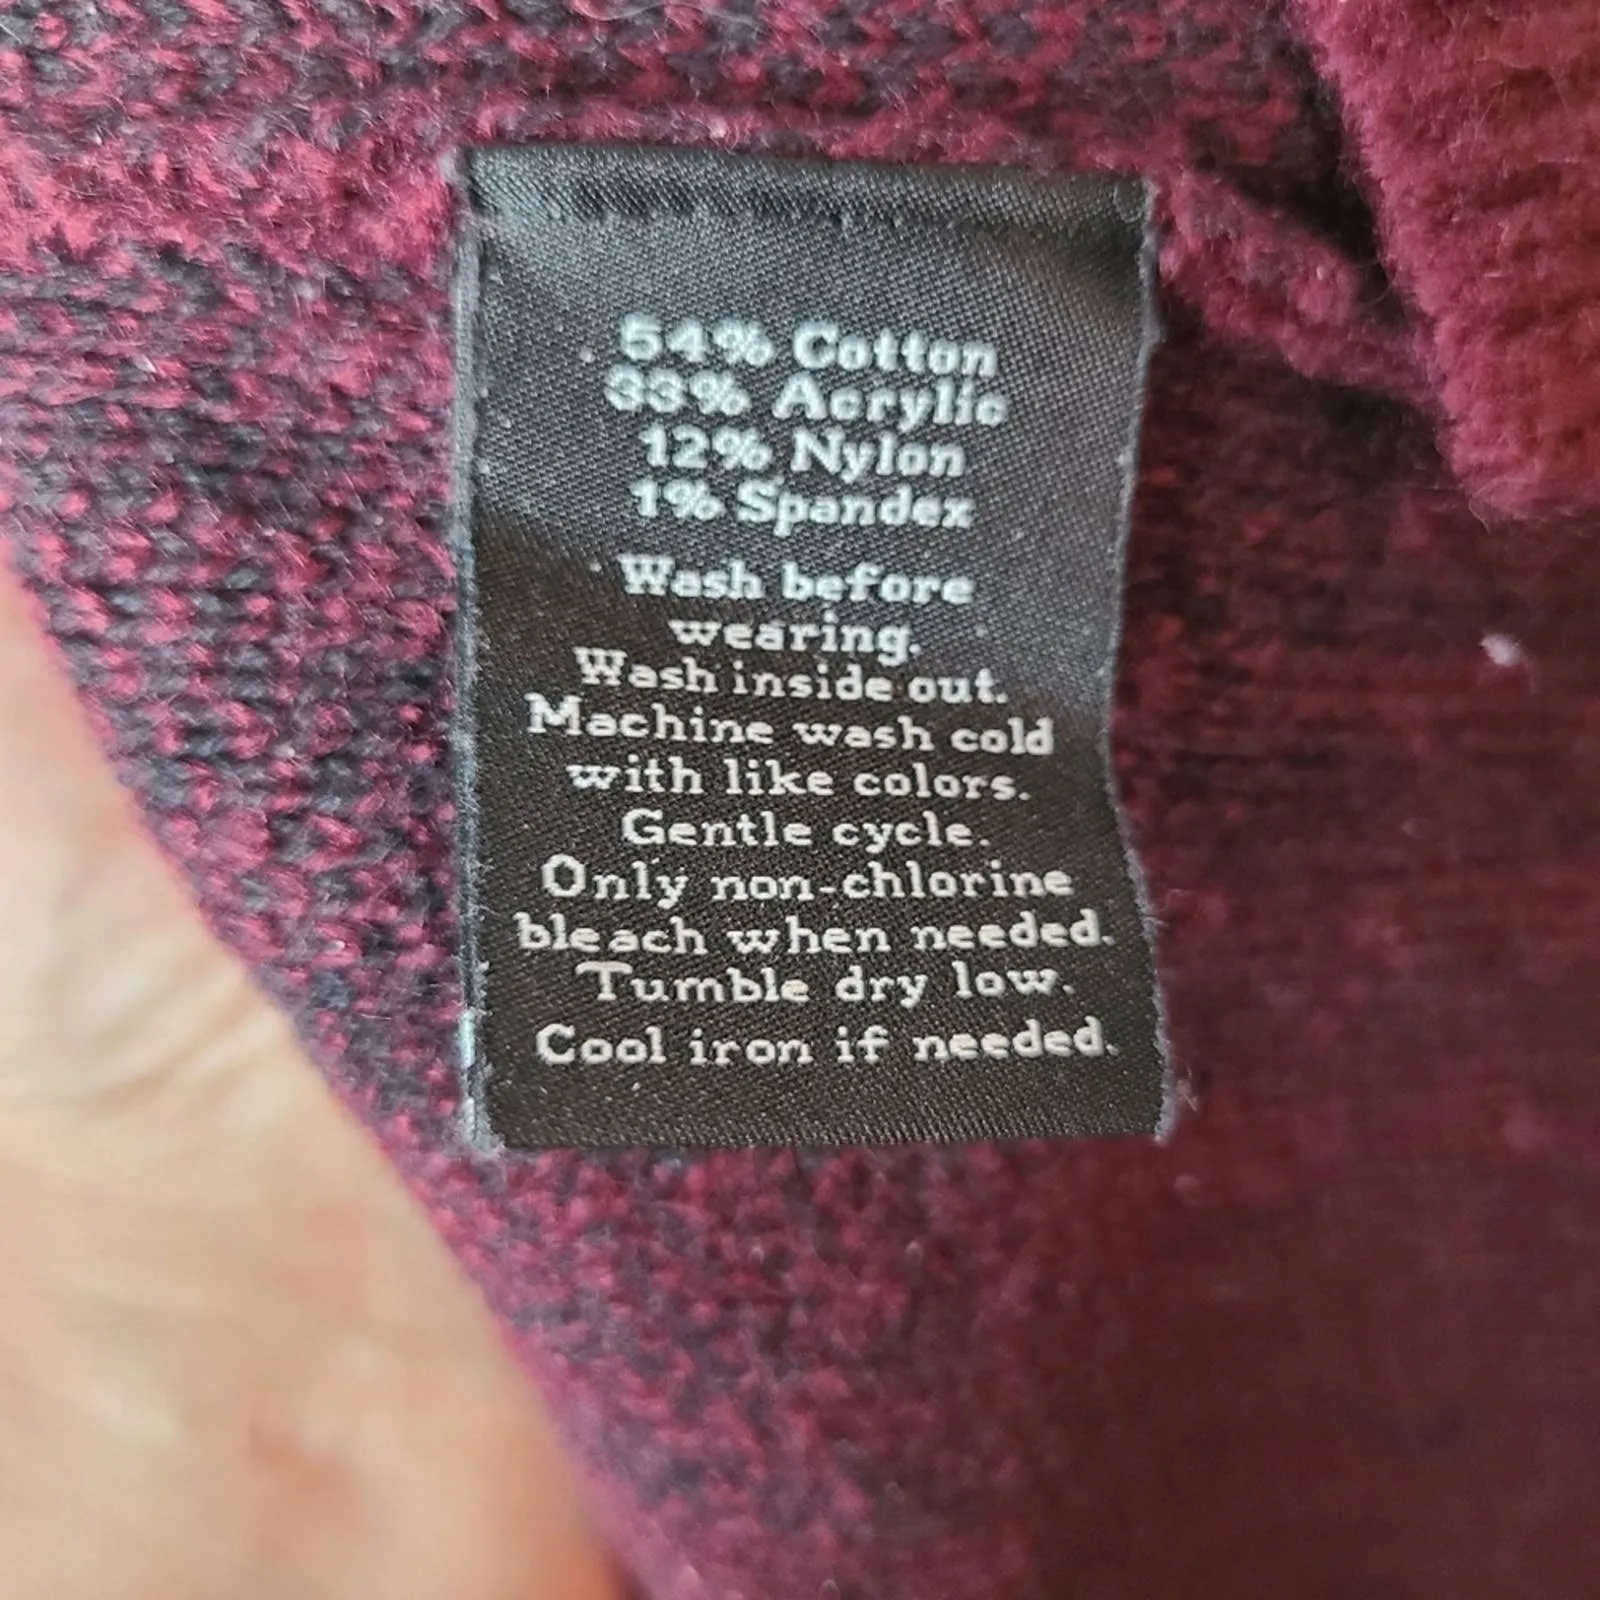 54% Cotton
33% Acrylic
12% Nylon
1% Spandex
Wash before
wearing.
Wash inside out.
Machine wash cold
with like colors.
Gentle cycle.
Only non-chlorine
bleach when needed.
Tumble dry low.
Cool iron if needed.